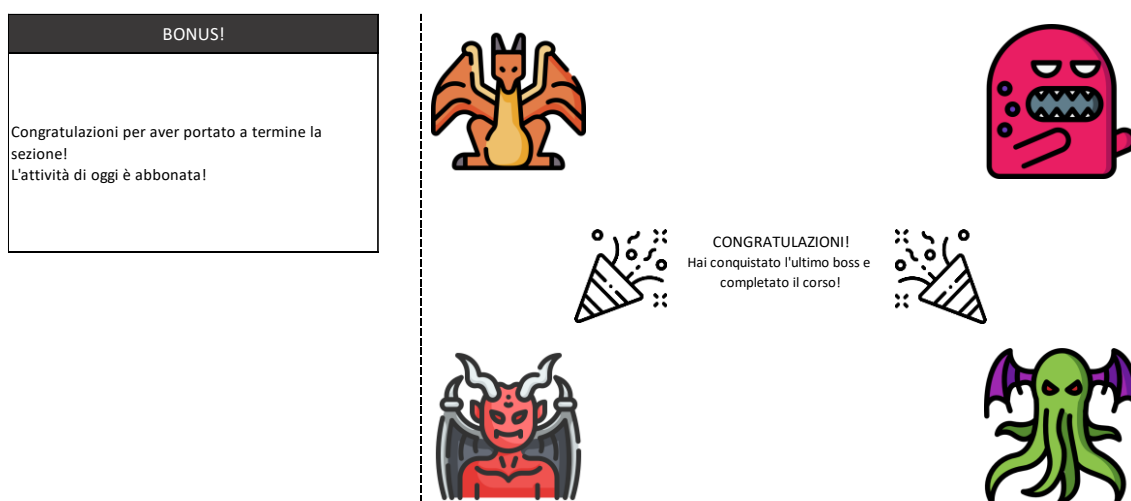 BONUS!
Congratulazioni per aver portato a termine la
sezione!
L'attività di oggi è abbonata!
CONGRATULAZIONI!
Hai conquistato l'ultimo boss e
completato il corso!